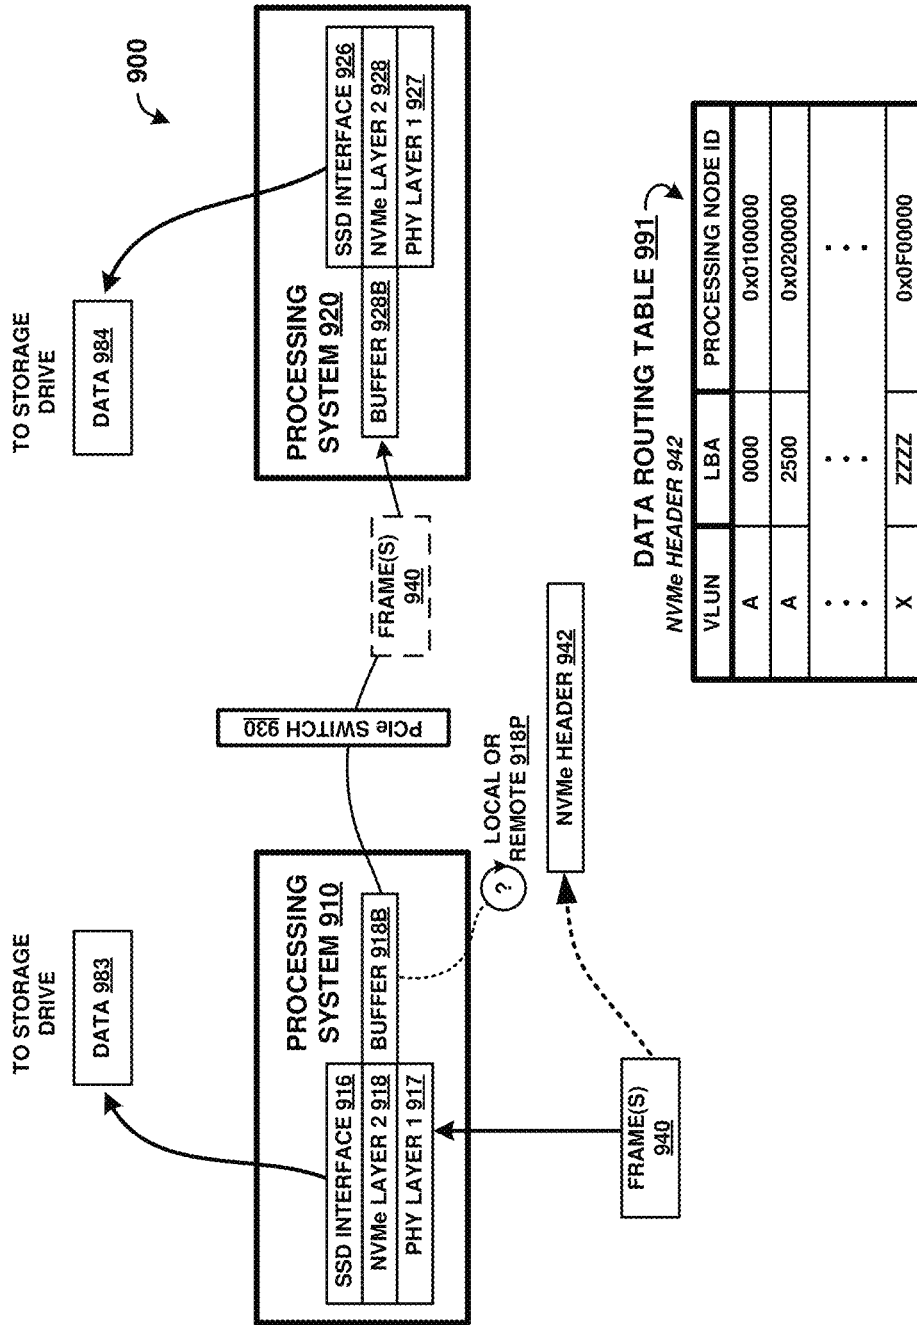 900
TO STORAGE
DRIVE
DATA 983
TO STORAGE
DRIVE
DATA 984
PROCESSING
SYSTEM 910
SSD INTERFACE 916
NVMe LAYER 2 918
PHY LAYER 1 917
BUFFER 918B
PCIe SWITCH 930
FRAME(S)
940
PROCESSING
SYSTEM 920
BUFFER 928B
SSD INTERFACE 926
NVMe LAYER 2 928
PHY LAYER 1 927
?
LOCAL OR
REMOTE 918P
FRAME(S)
940
NVMe HEADER 942
DATA ROUTING TABLE 991
NVMe HEADER 942
VLUN LBA PROCESSING NODE ID
A 0000 0x0100000
A 2500 0x0200000
• • • • • • • • •
X ZZZZ 0x0F00000